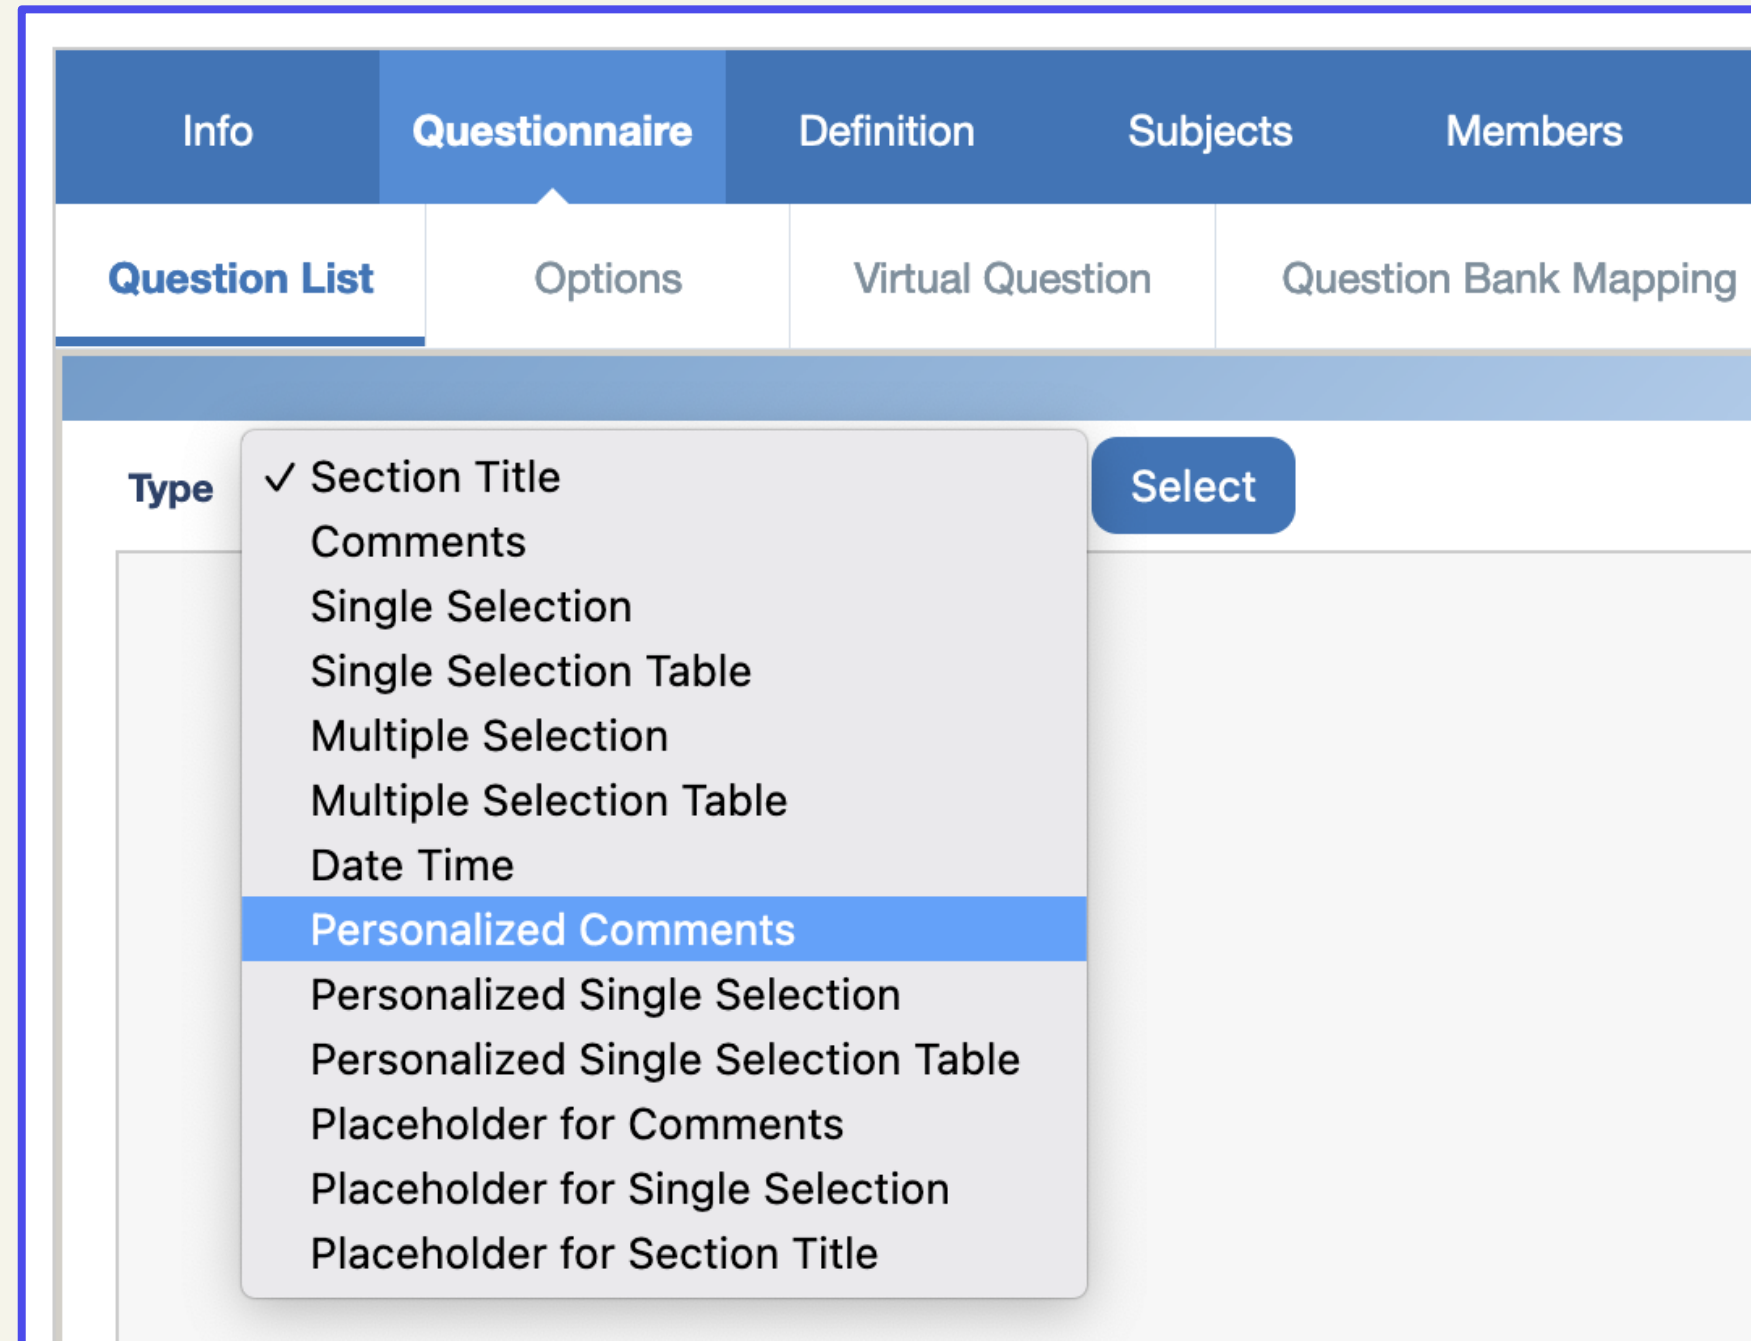 Info Questionnaire Definition Subjects Members
Question List Options Virtual Question Question Bank Mapping
Type ✓ Section Title Select
Comments
Single Selection
Single Selection Table
Multiple Selection
Multiple Selection Table
Date Time
Personalized Comments
Personalized Single Selection
Personalized Single Selection Table
Placeholder for Comments
Placeholder for Single Selection
Placeholder for Section Title